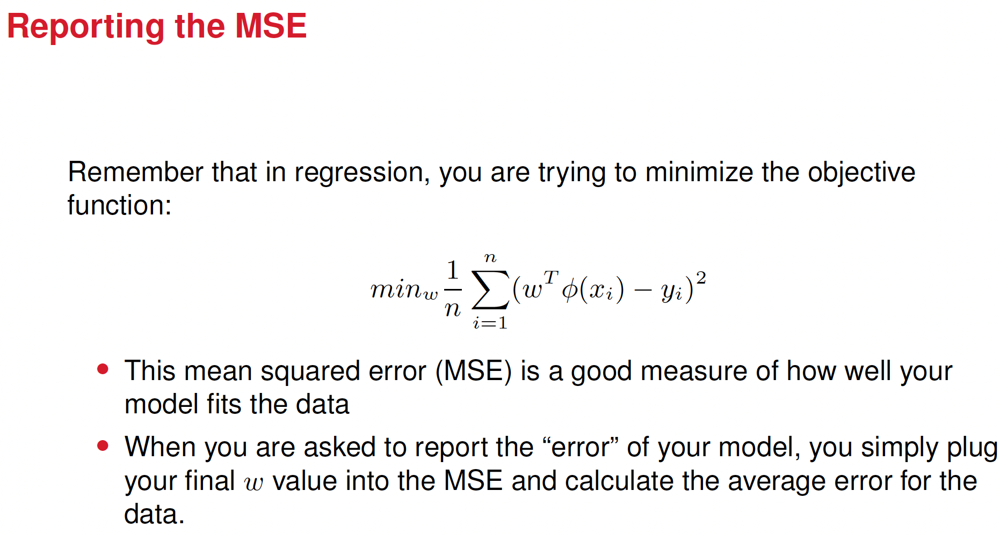 Reporting the MSE
Remember that in regression, you are trying to minimize the objective
function:
$min_w \frac{1}{n} \sum_{i=1}^{n} (w^T \phi(x_i) - y_i)^2$
• This mean squared error (MSE) is a good measure of how well your
model fits the data
• When you are asked to report the “error” of your model, you simply plug
your final $w$ value into the MSE and calculate the average error for the
data.